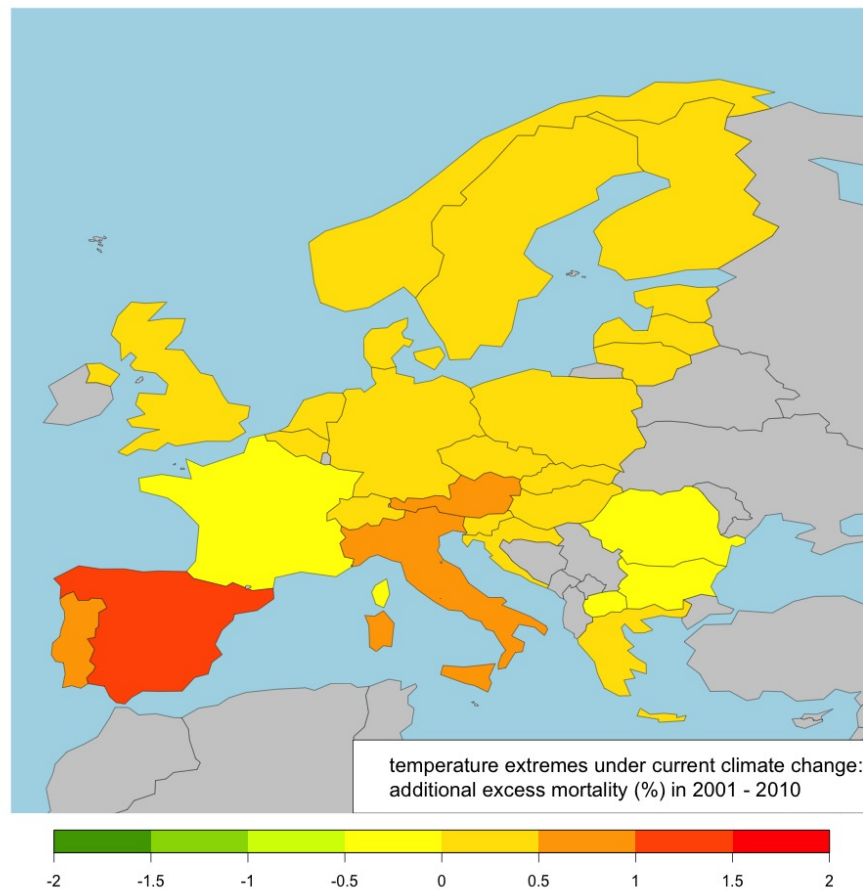 temperature extremes under current climate change:
additional excess mortality (%) in 2001 - 2010
-2 -1.5 -1 -0.5 0 0.5 1 1.5 2